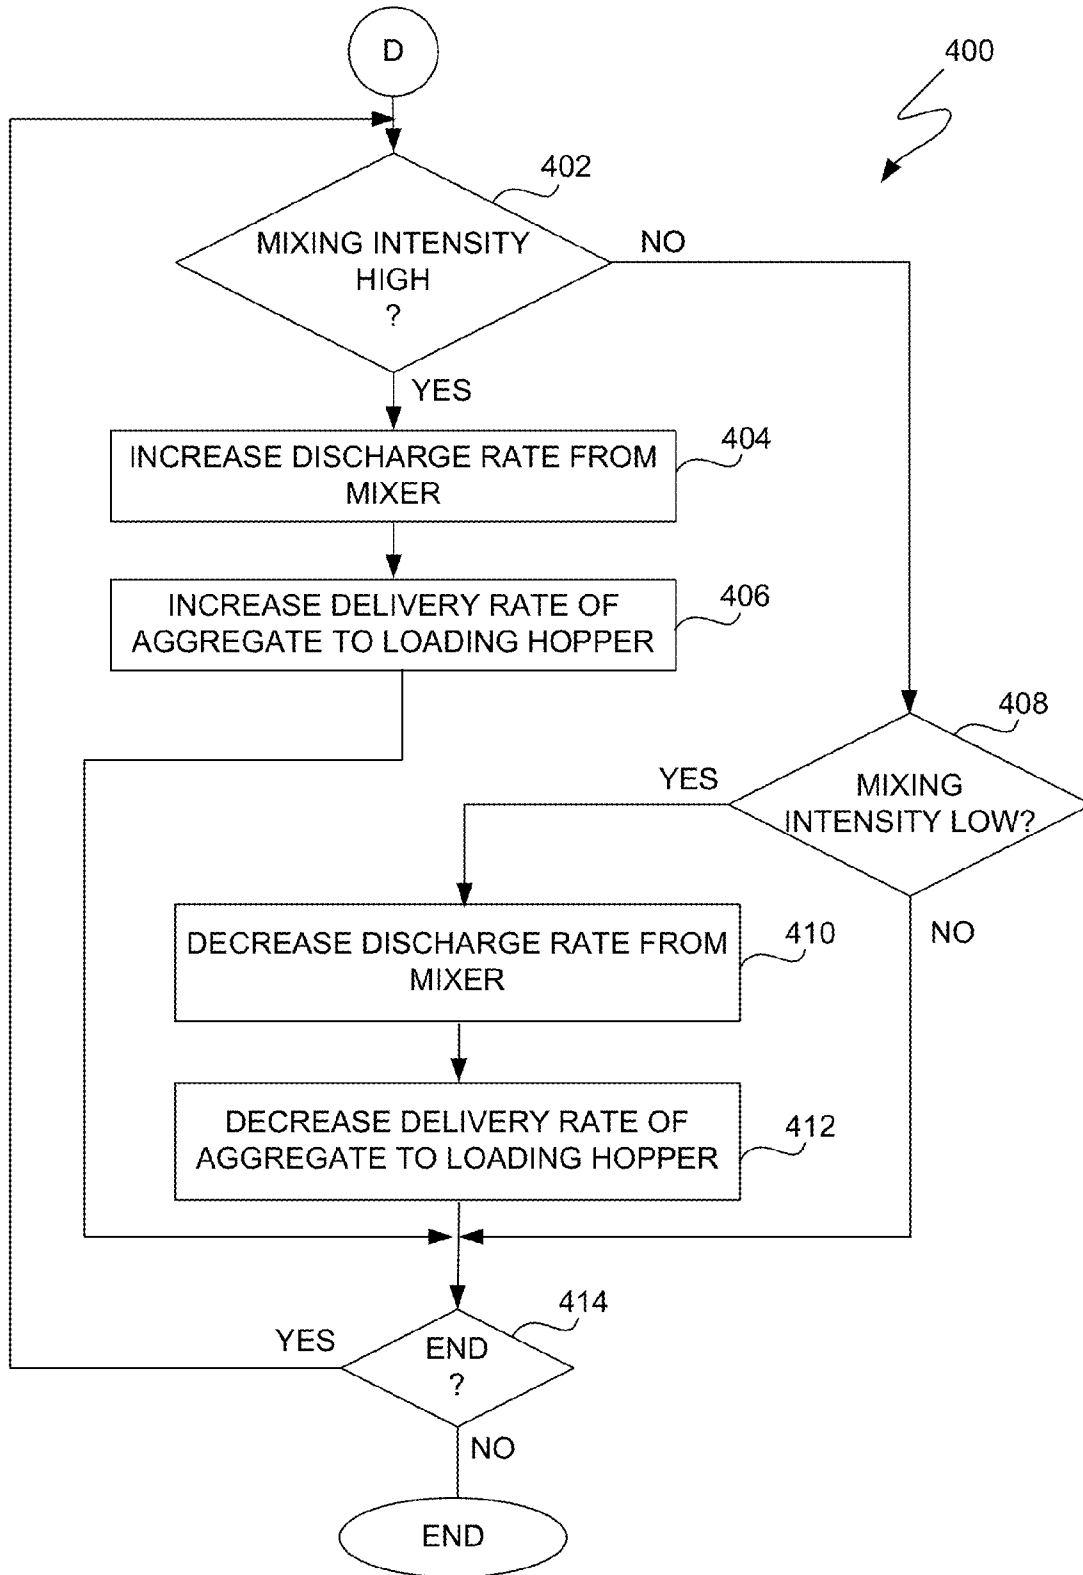 D
400
402
MIXING INTENSITY
HIGH
?
NO
YES
INCREASE DISCHARGE RATE FROM
MIXER
404
INCREASE DELIVERY RATE OF
AGGREGATE TO LOADING HOPPER
406
408
MIXING
INTENSITY LOW?
YES
NO
DECREASE DISCHARGE RATE FROM
MIXER
410
DECREASE DELIVERY RATE OF
AGGREGATE TO LOADING HOPPER
412
414
END
?
YES
NO
END